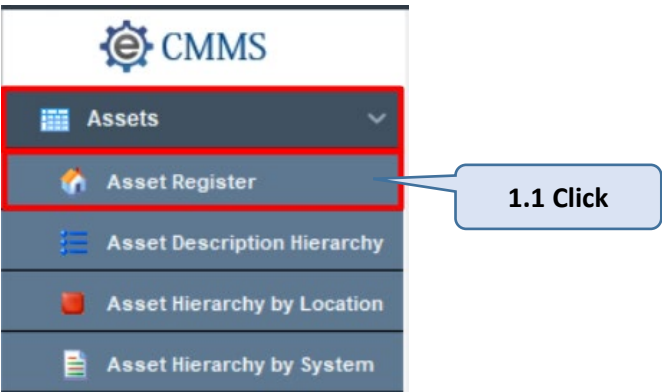 e CMMS
Assets
Asset Register
1.1 Click
Asset Description Hierarchy
Asset Hierarchy by Location
Asset Hierarchy by System